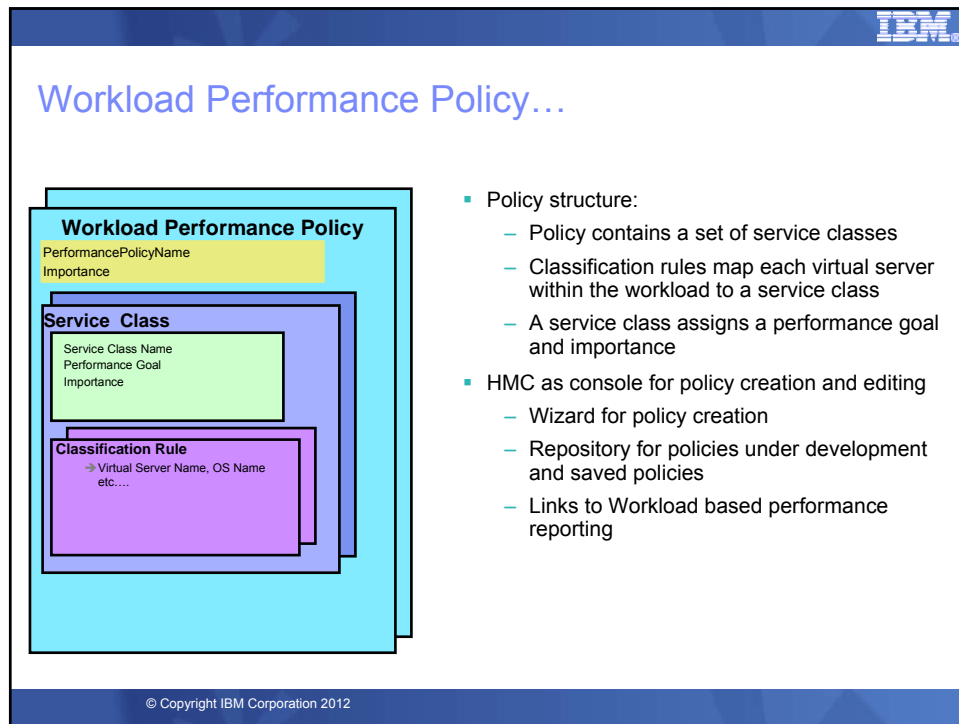 IBM®
Workload Performance Policy…
Workload Performance Policy
PerformancePolicyName
Importance
Service Class
Service Class Name
Performance Goal
Importance
Classification Rule
➔Virtual Server Name, OS Name
etc….
▪ Policy structure:
– Policy contains a set of service classes
– Classification rules map each virtual server
within the workload to a service class
– A service class assigns a performance goal
and importance
▪ HMC as console for policy creation and editing
– Wizard for policy creation
– Repository for policies under development
and saved policies
– Links to Workload based performance
reporting
© Copyright IBM Corporation 2012